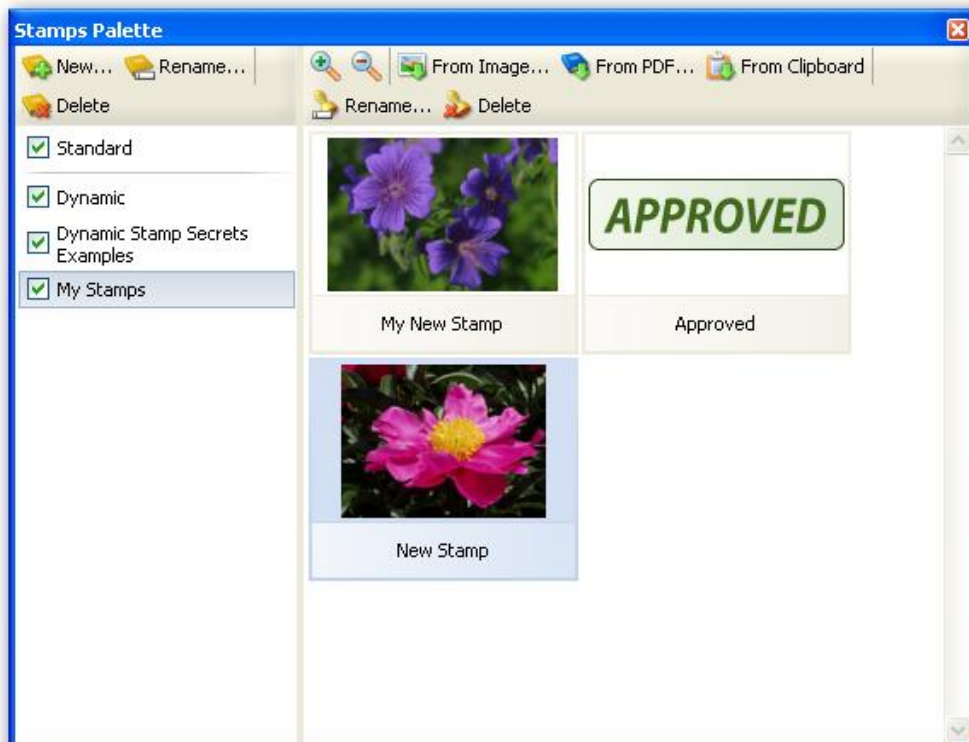 Stamps Palette
New... Rename...
Delete
From Image... From PDF... From Clipboard
Rename... Delete
Standard
Dynamic
Dynamic Stamp Secrets
Examples
My Stamps
APPROVED
My New Stamp
Approved
New Stamp